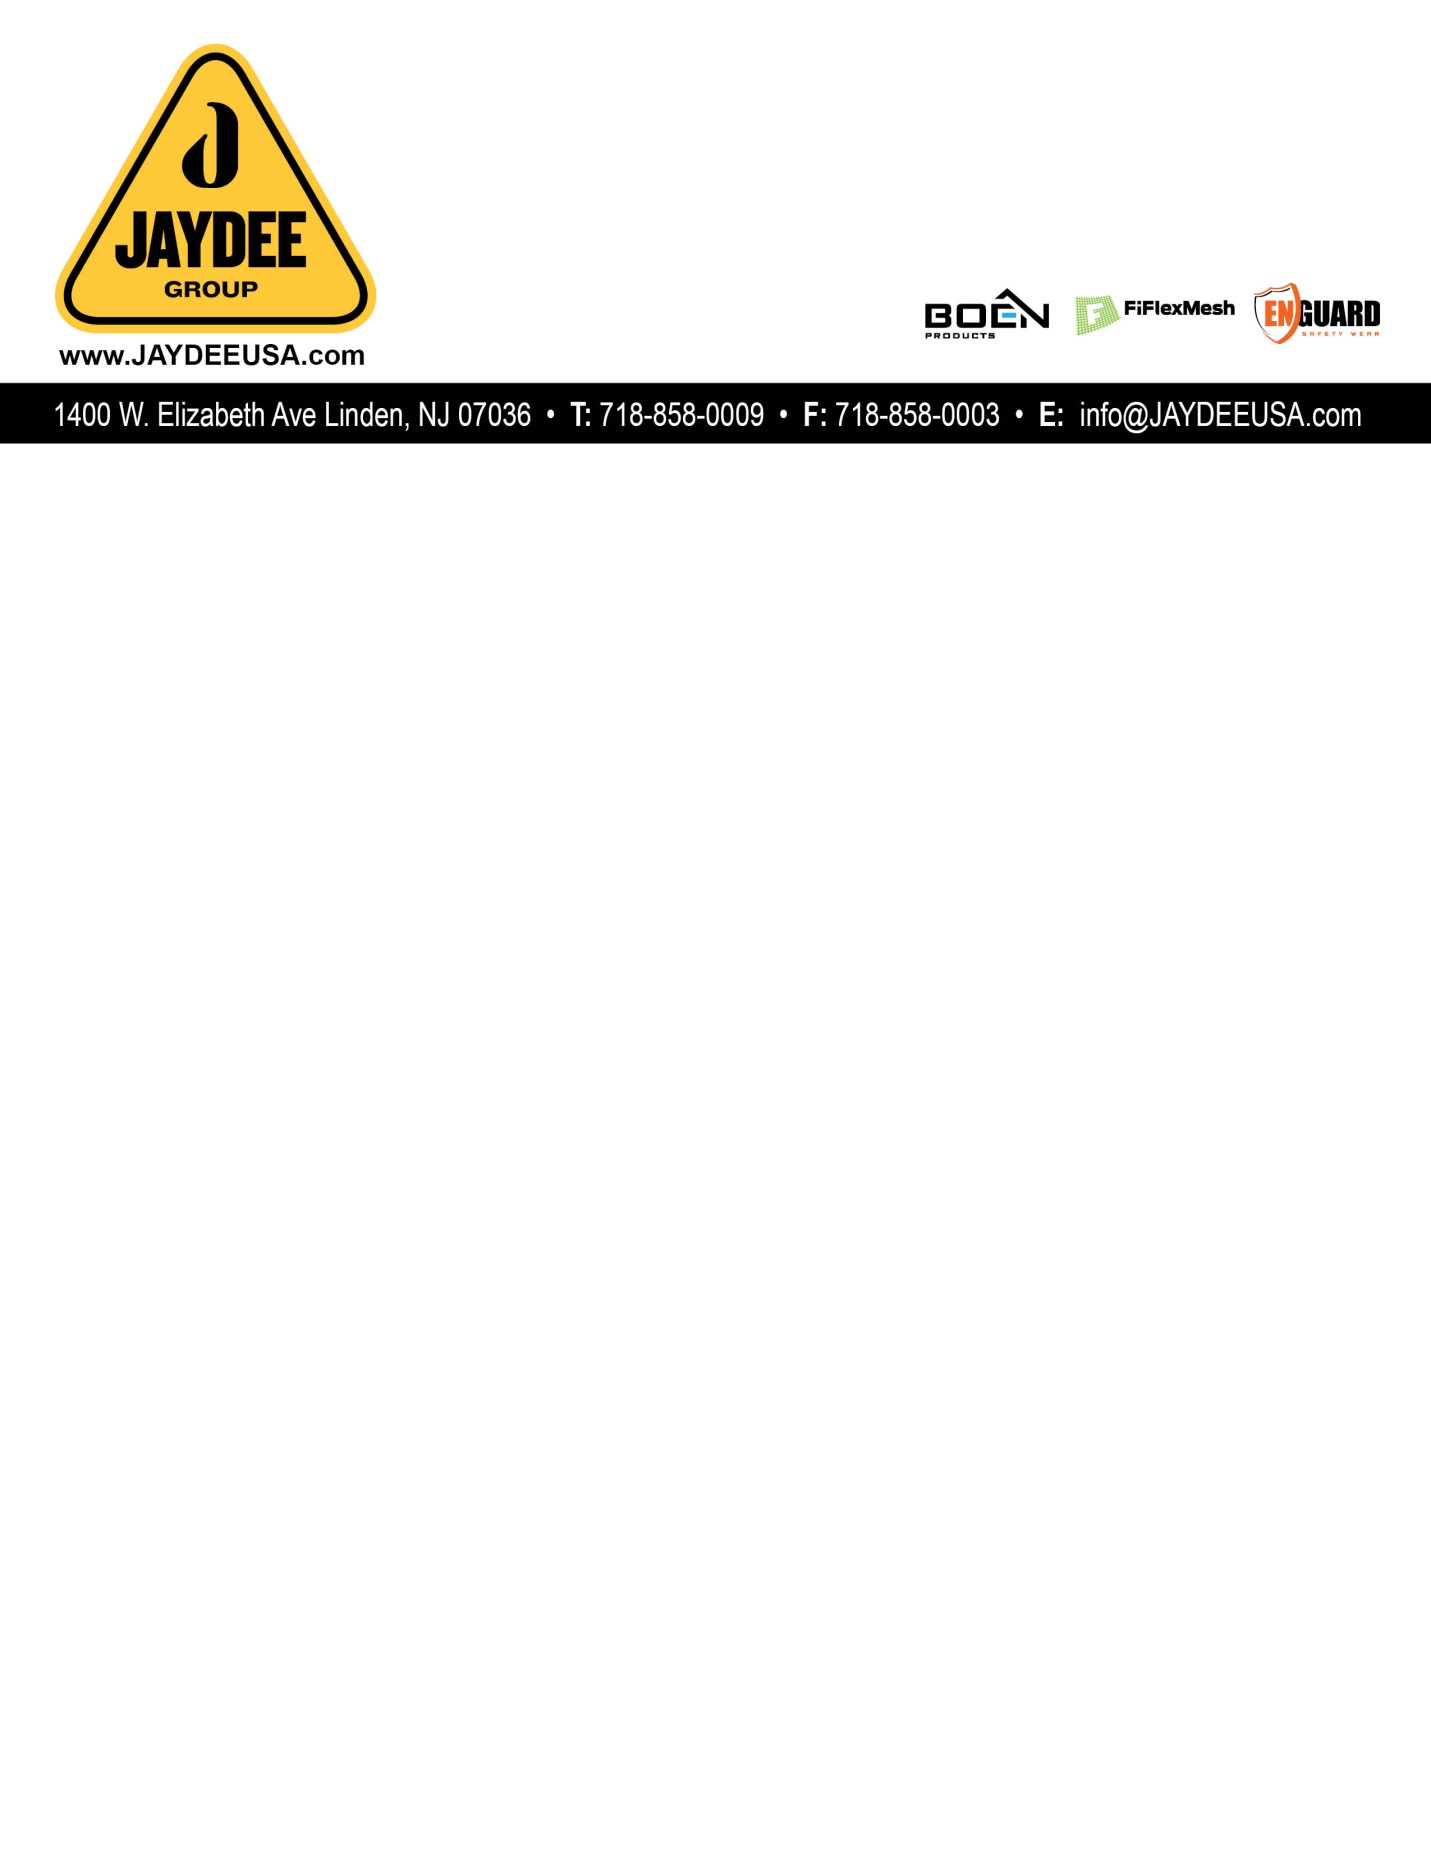 J
JAYDEE
GROUP
www.JAYDEEUSA.com
BOEN
PRODUCTS
F
FiFlexMesh
ENGUARD
SAFETY WEAR
1400 W. Elizabeth Ave Linden, NJ 07036 • T: 718-858-0009 • F: 718-858-0003 • E: info@JAYDEEUSA.com